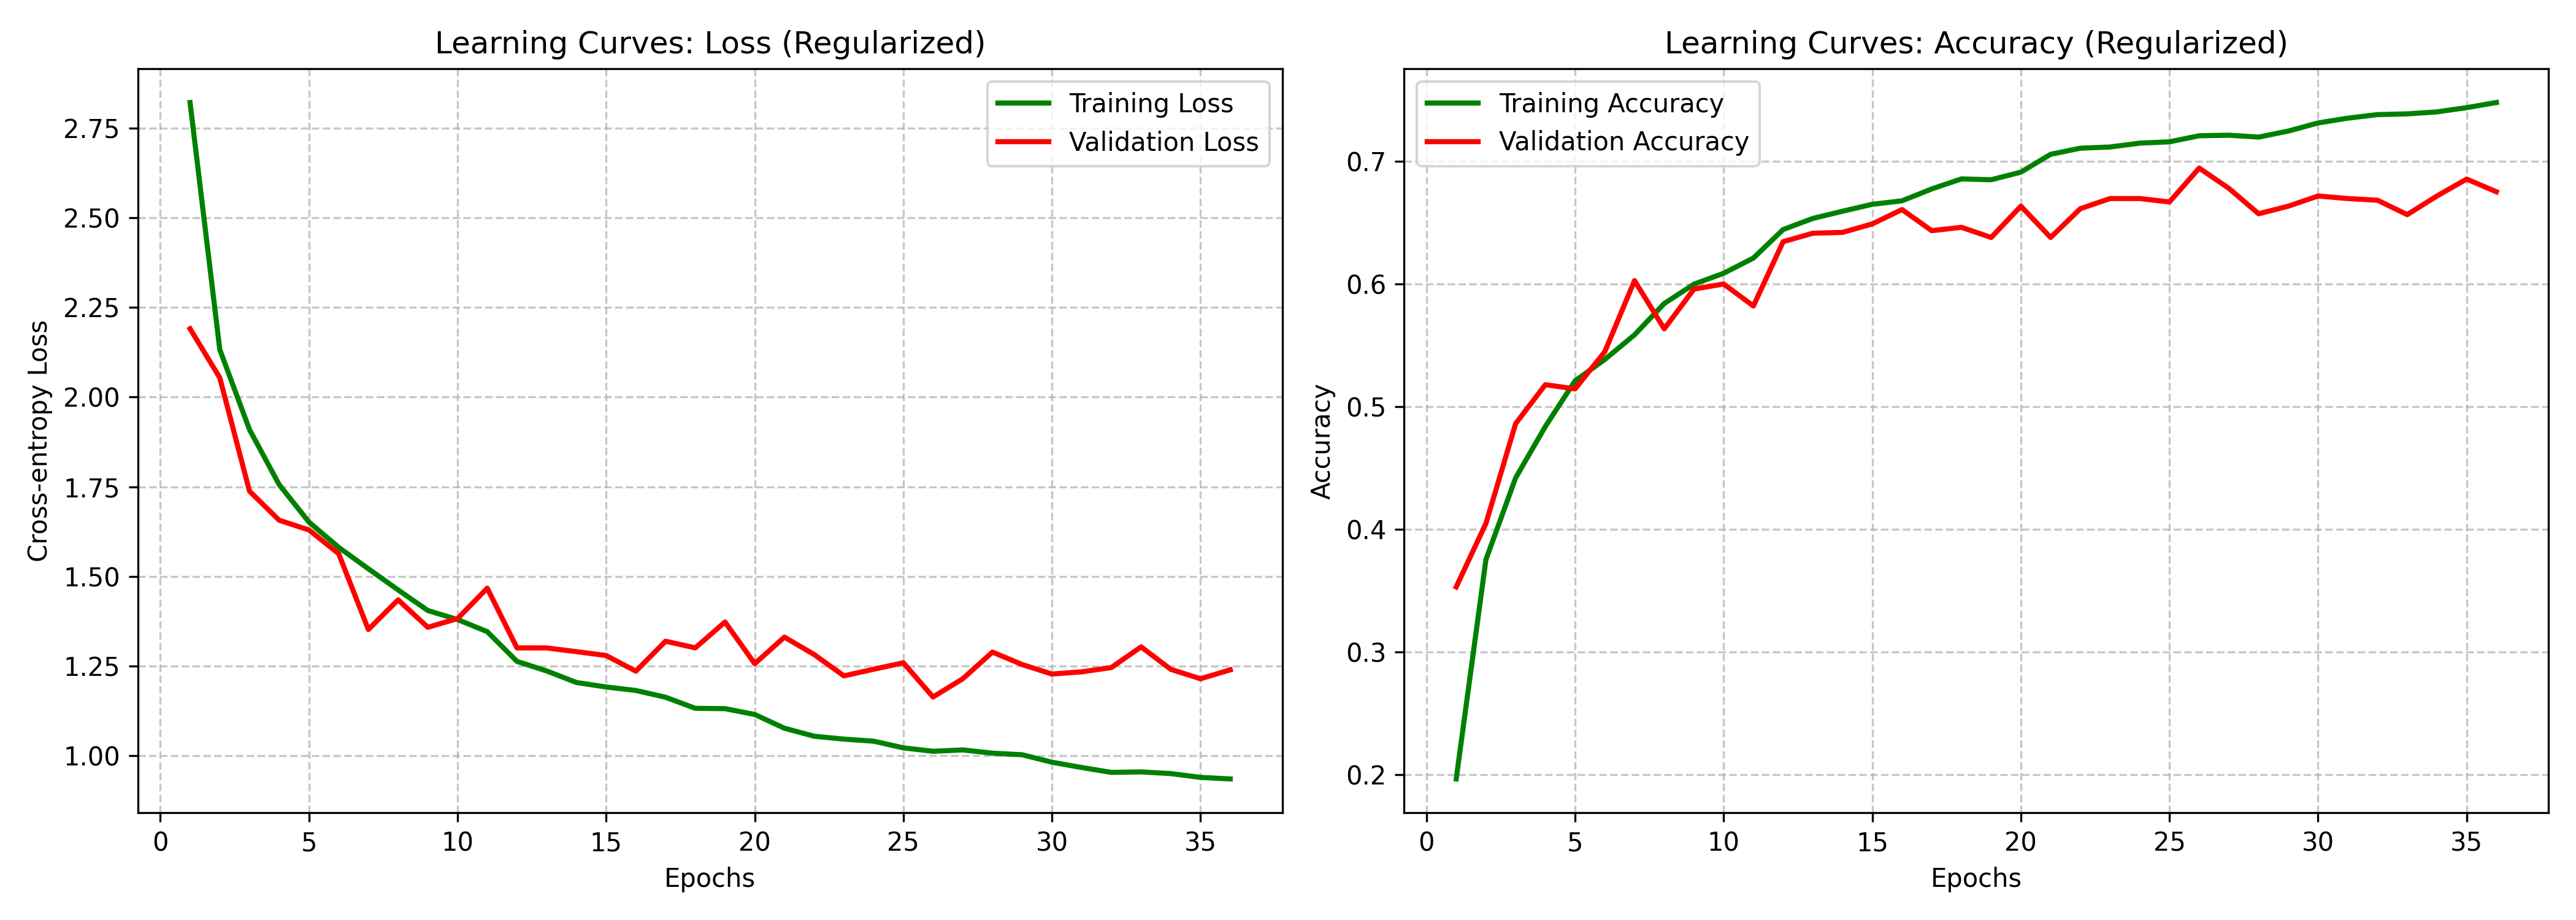 Learning Curves: Loss (Regularized)
Training Loss
Validation Loss
2.75
2.50
2.25
2.00
1.75
1.50
1.25
1.00
Cross-entropy Loss
0 5 10 15 20 25 30 35
Epochs
Learning Curves: Accuracy (Regularized)
Training Accuracy
Validation Accuracy
0.7
0.6
0.5
0.4
0.3
0.2
Accuracy
0 5 10 15 20 25 30 35
Epochs